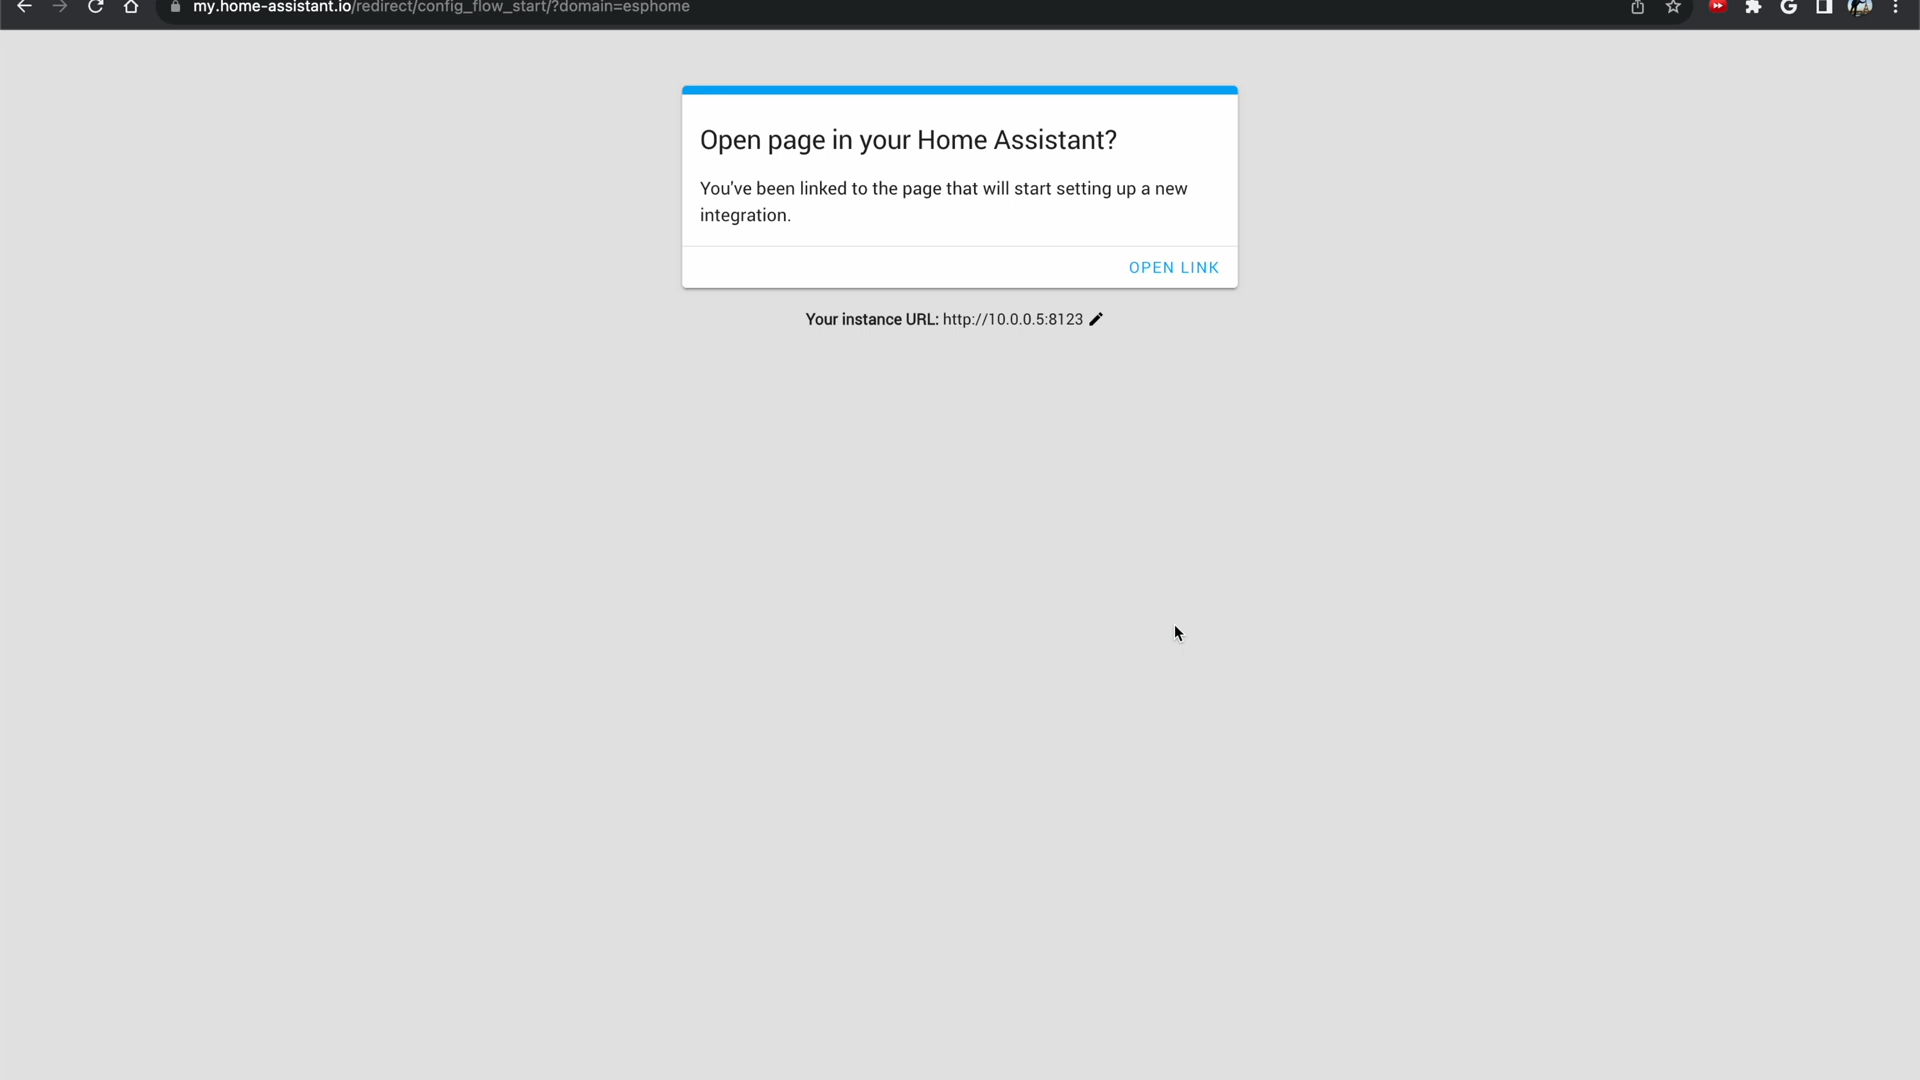 my.home-assistant.io/redirect/config_flow_start/?domain=esphome
Open page in your Home Assistant?
You've been linked to the page that will start setting up a new
integration.
OPEN LINK
Your instance URL: http://10.0.0.5:8123